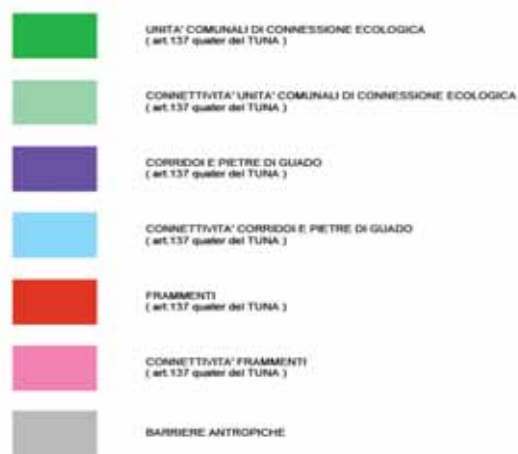 UNITA' COMUNALI DI CONNESSIONE ECOLOGICA
( art.137 quater del TUNA )
CONNETTIVITA' UNITA' COMUNALI DI CONNESSIONE ECOLOGICA
( art.137 quater del TUNA )
CORRIDOI E PIETRE DI GUADO
( art.137 quater del TUNA )
CONNETTIVITA' CORRIDOI E PIETRE DI GUADO
( art.137 quater del TUNA )
FRAMMENTI
( art.137 quater del TUNA )
CONNETTIVITA' FRAMMENTI
( art.137 quater del TUNA )
BARRIERE ANTROPICHE